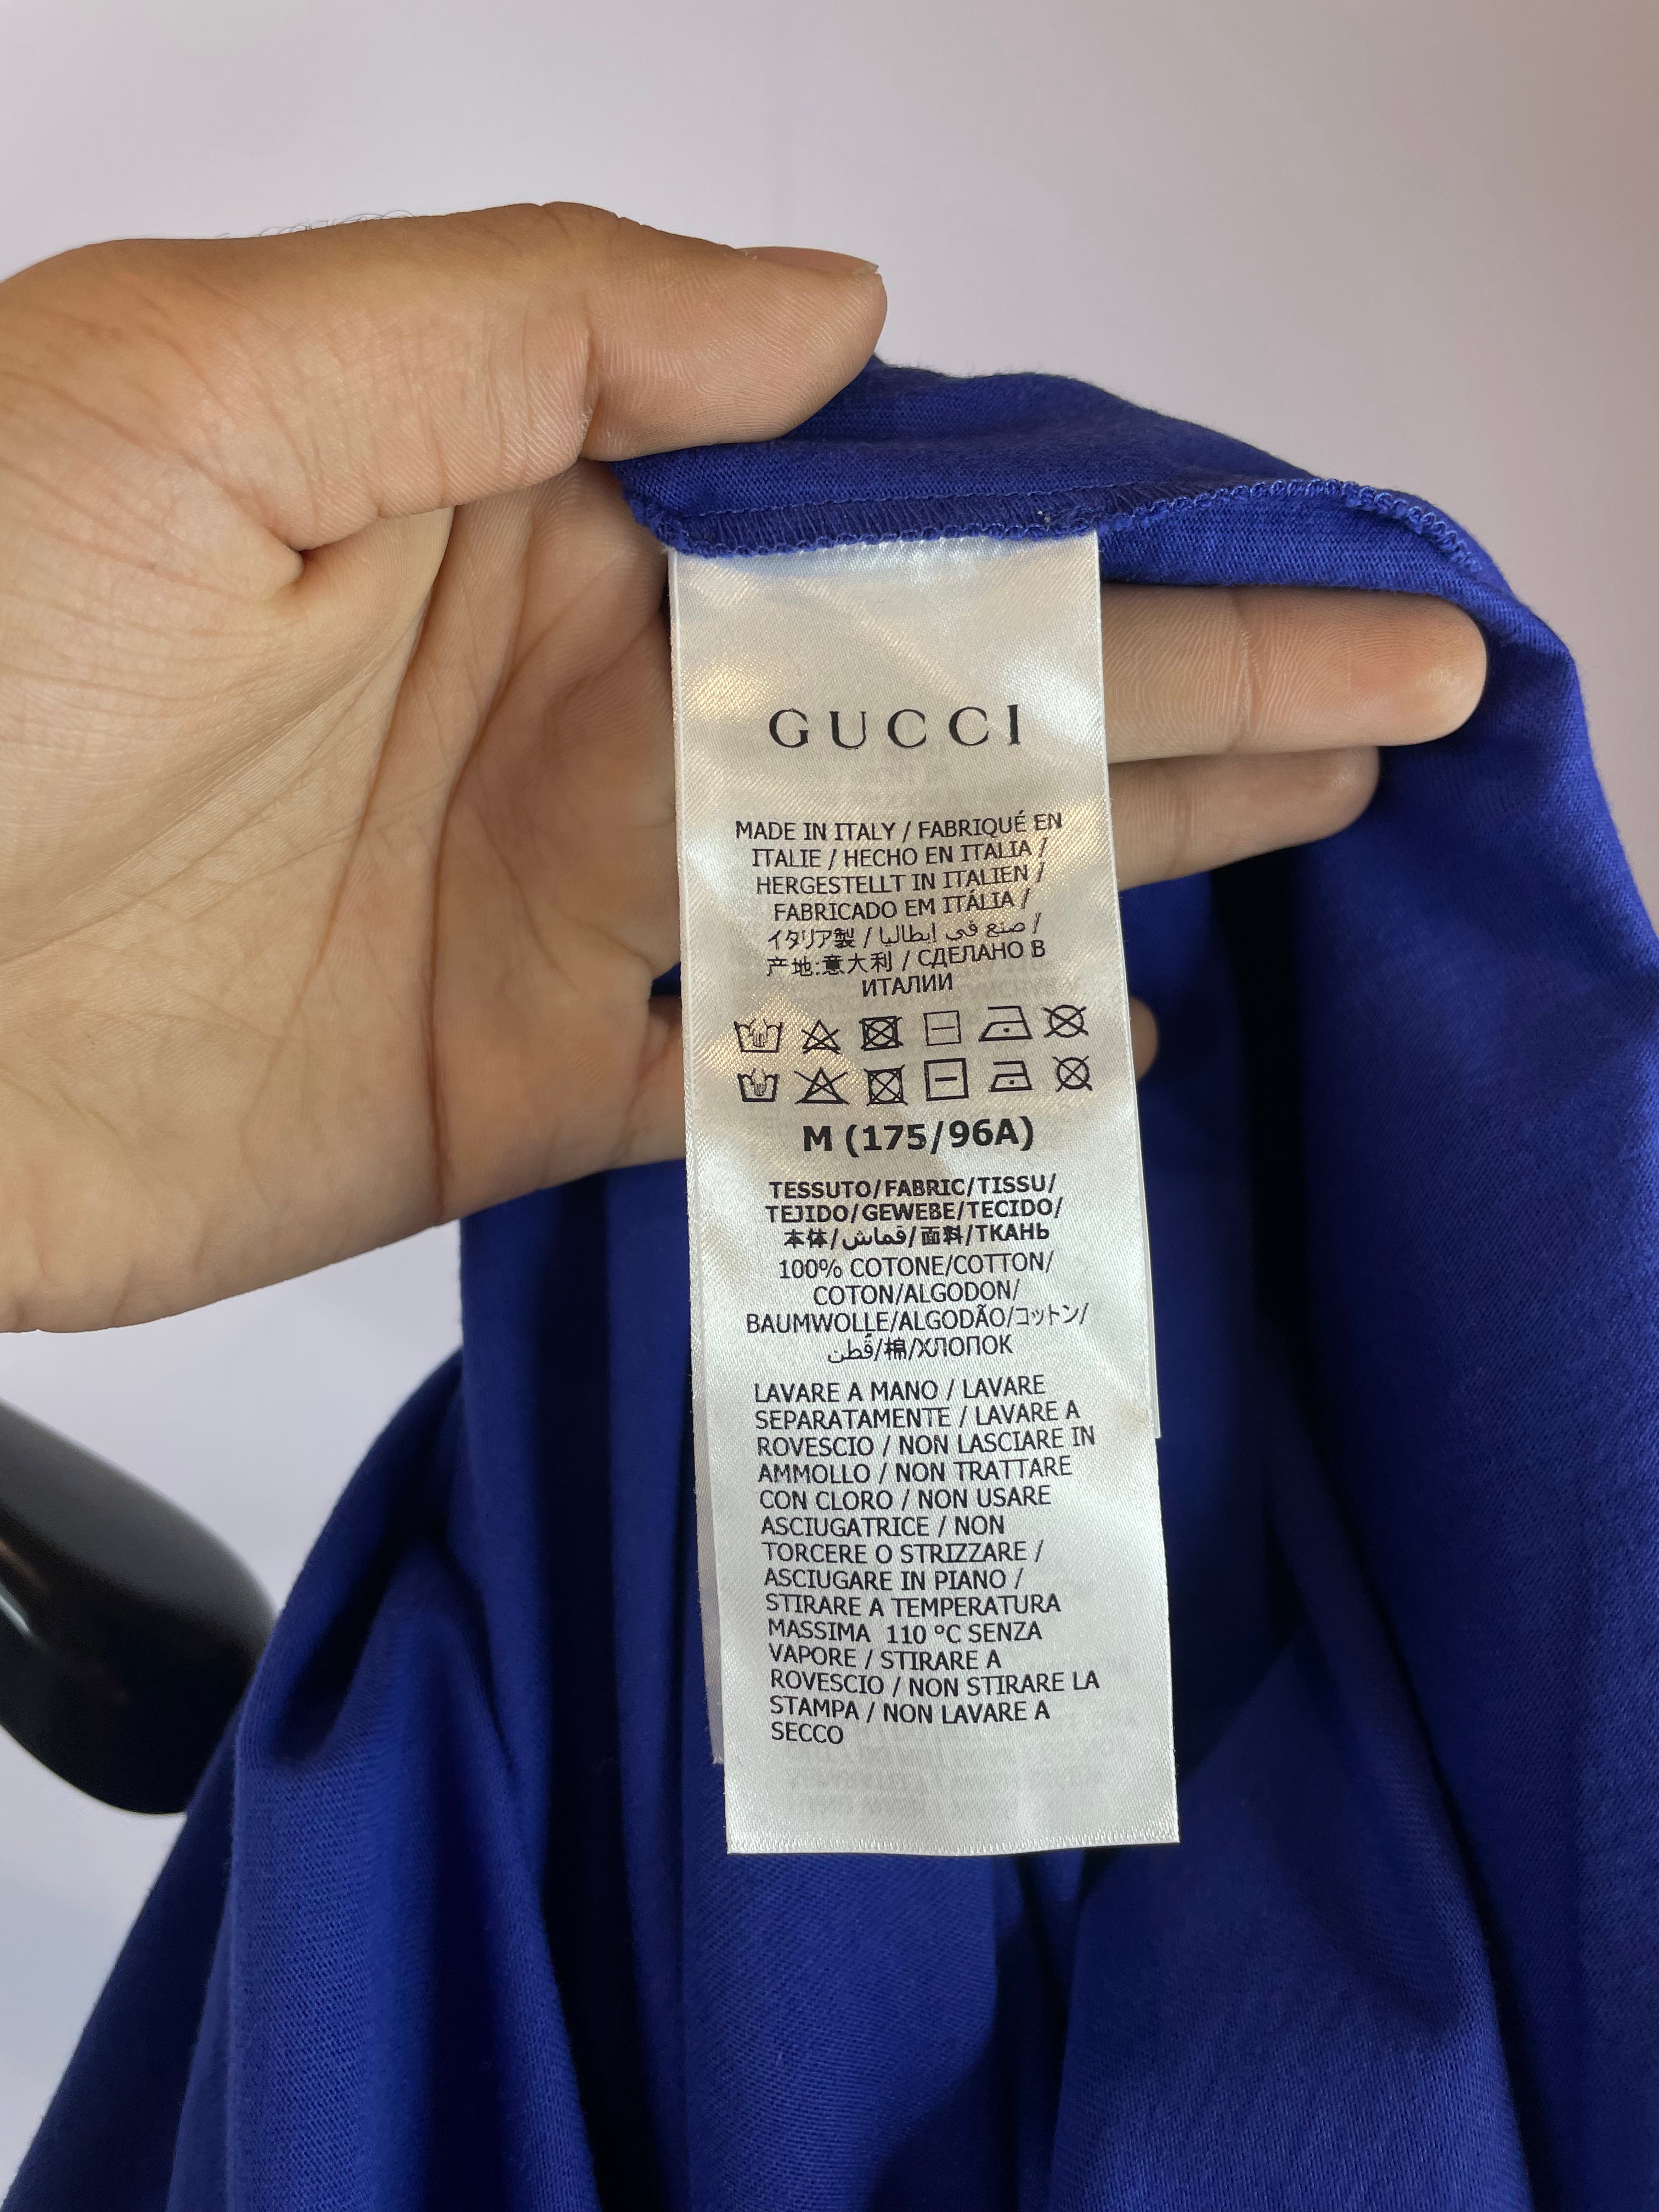 GUCCI
MADE IN ITALY / FABRIQUÉ EN
ITALIE / HECHO EN ITALIA /
HERGESTELLT IN ITALIEN /
FABRICADO EM ITÁLIA /
イタリア製 / صنع في إيطاليا /
产地:意大利 / СДЕЛАНО В
ИТАЛИИ
M (175/96A)
TESSUTO/FABRIC/TISSU/
TEJIDO/GEWEBE/TECIDO/
本体/قماش/面料/ТКАНЬ
100% COTONE/COTTON/
COTON/ALGODON/
BAUMWOLLE/ALGODÃO/コットン/
قطن/棉/ХЛОПОК
LAVARE A MANO / LAVARE
SEPARATAMENTE / LAVARE A
ROVESCIO / NON LASCIARE IN
AMMOLLO / NON TRATTARE
CON CLORO / NON USARE
ASCIUGATRICE / NON
TORCERE O STRIZZARE /
ASCIUGARE IN PIANO /
STIRARE A TEMPERATURA
MASSIMA 110 °C SENZA
VAPORE / STIRARE A
ROVESCIO / NON STIRARE LA
STAMPA / NON LAVARE A
SECCO